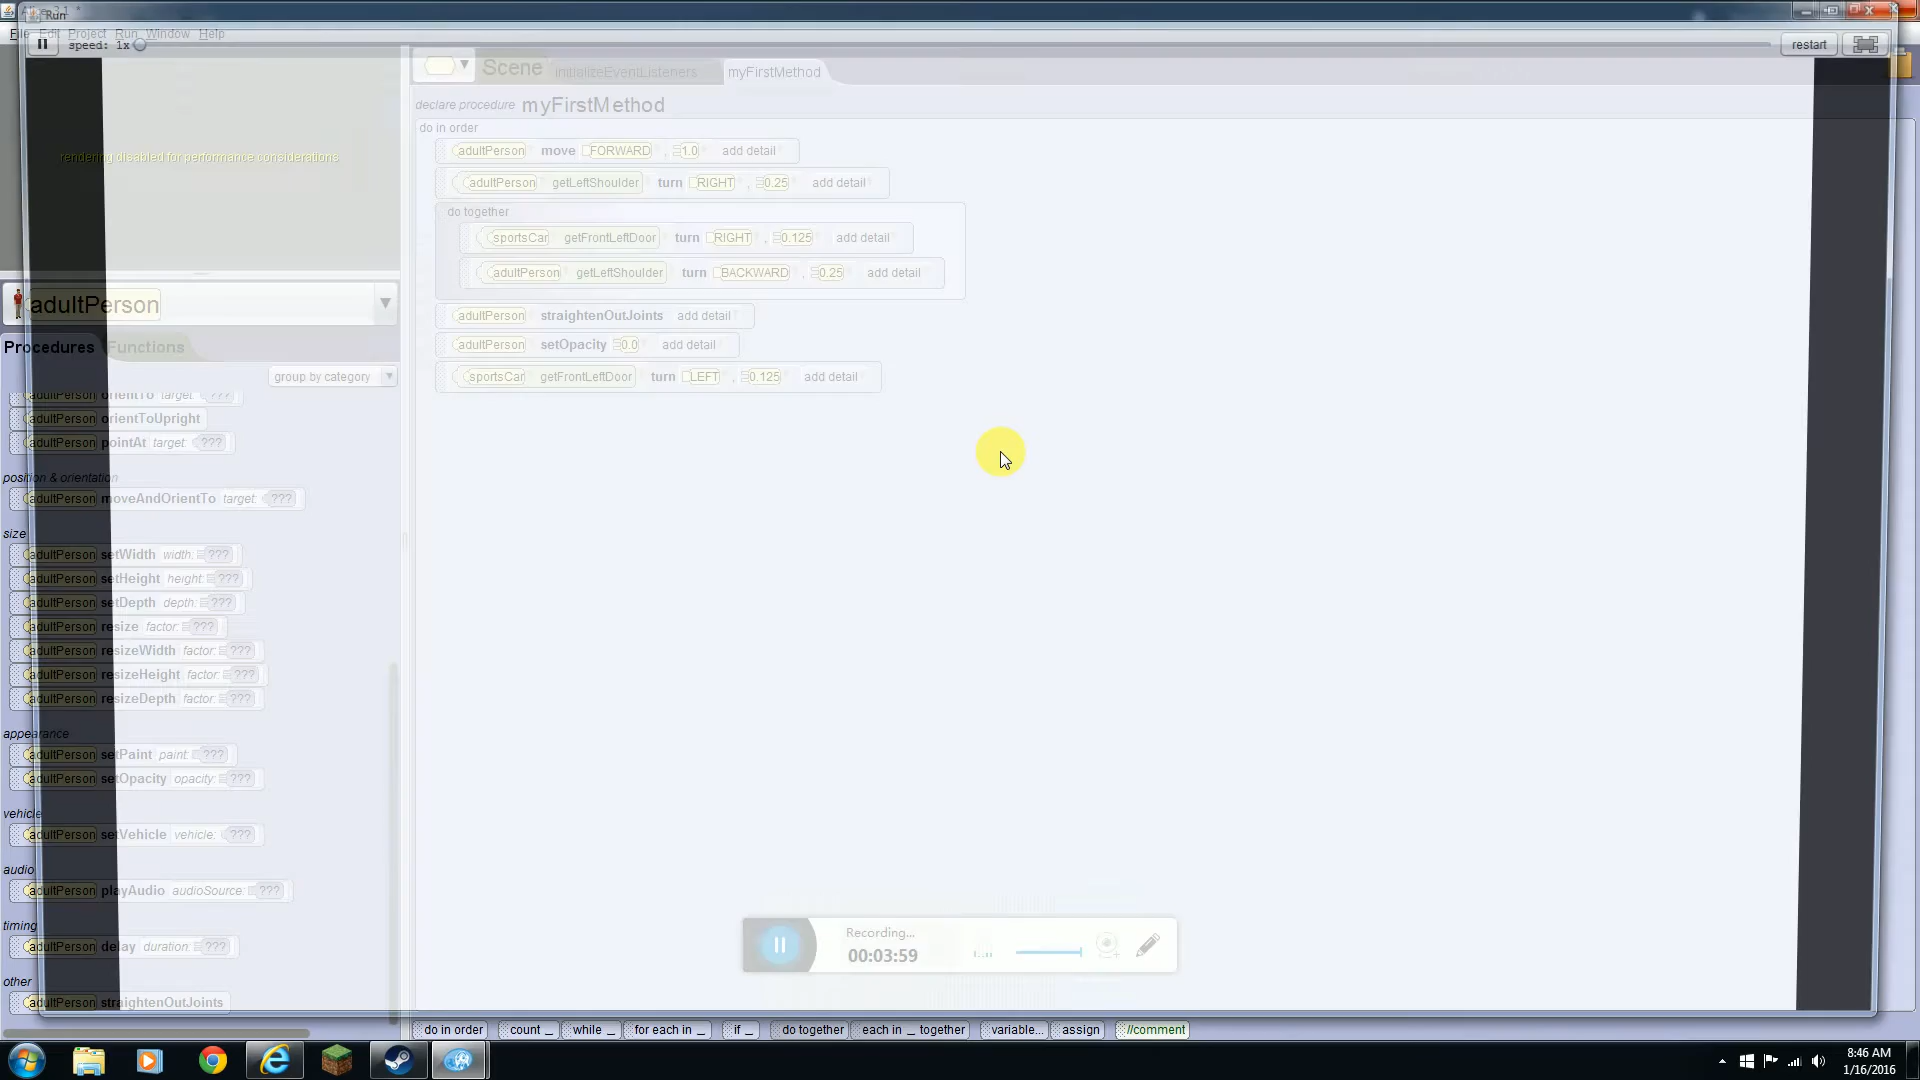 Run
File Edit Project Run Window Help
speed: 1x
restart
Scene initializeEventListeners myFirstMethod
declare procedure myFirstMethod
do in order
adultPerson move FORWARD , 1.0 add detail
rendering disabled for performance considerations
adultPerson getLeftShoulder turn RIGHT , 0.25 add detail
do together
sportsCar getFrontLeftDoor turn RIGHT , 0.125 add detail
adultPerson getLeftShoulder turn BACKWARD , 0.25 add detail
adultPerson
adultPerson straightenOutJoints add detail
adultPerson setOpacity 0.0 add detail
Procedures Functions
sportsCar getFrontLeftDoor turn LEFT , 0.125 add detail
group by category
adultPerson orientTo target: ???
adultPerson orientToUpright
adultPerson pointAt target: ???
position & orientation
adultPerson moveAndOrientTo target: ???
size
adultPerson setWidth width: ???
adultPerson setHeight height: ???
adultPerson setDepth depth: ???
adultPerson resize factor: ???
adultPerson resizeWidth factor: ???
adultPerson resizeHeight factor: ???
adultPerson resizeDepth factor: ???
appearance
adultPerson setPaint paint: ???
adultPerson setOpacity opacity: ???
vehicle
adultPerson setVehicle vehicle: ???
audio
adultPerson playAudio audioSource: ???
timing
adultPerson delay duration: ???
other
adultPerson straightenOutJoints
Recording...
00:03:59
do in order count _ while _ for each in _ if _ do together each in _ together variable... assign //comment
8:46 AM
1/16/2016